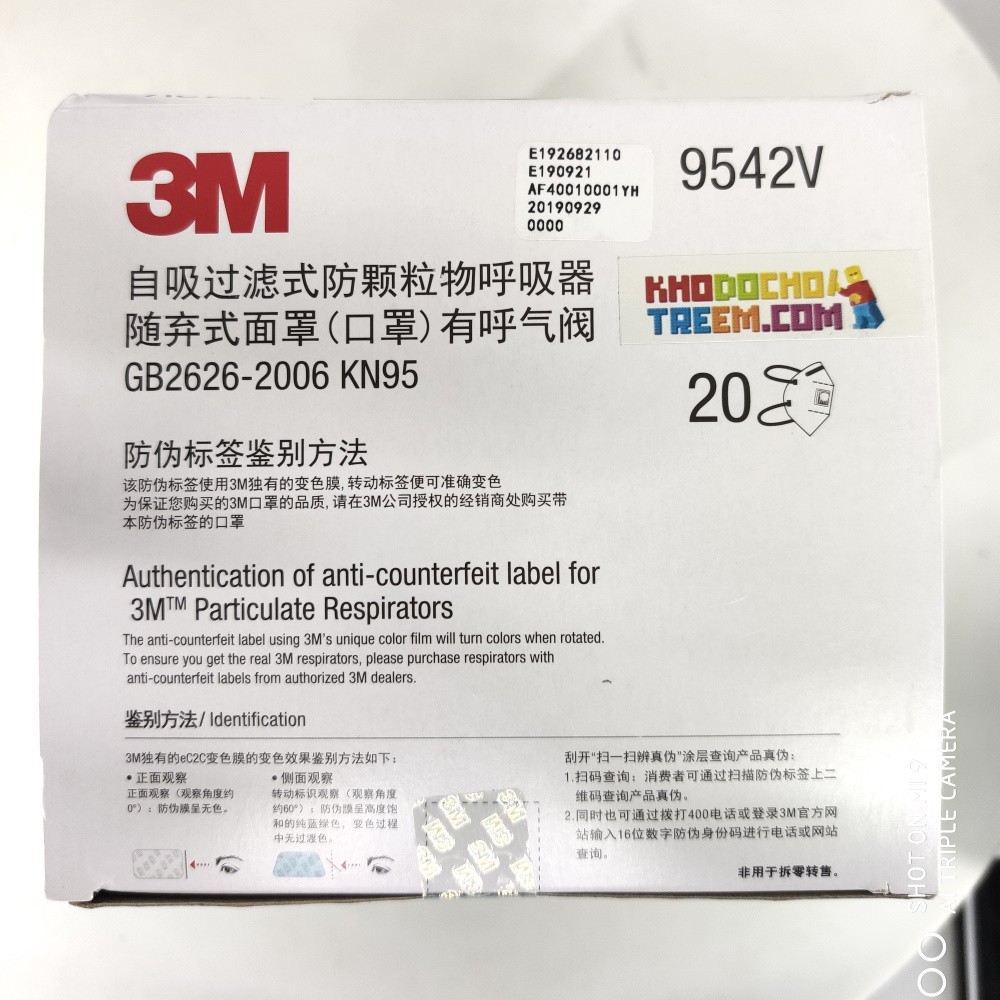 3M
E192682110
E190921
AF40010001YH
20190929
0000
9542V
自吸过滤式防颗粒物呼吸器
随弃式面罩(口罩)有呼气阀
GB2626-2006 KN95
KHODOCHO
TREEM.COM
20
防伪标签鉴别方法
该防伪标签使用3M独有的变色膜,转动标签便可准确变色
为保证您购买的3M口罩的品质,请在3M公司授权的经销商处购买带
本防伪标签的口罩
Authentication of anti-counterfeit label for
3M™ Particulate Respirators
The anti-counterfeit label using 3M's unique color film will turn colors when rotated.
To ensure you get the real 3M respirators, please purchase respirators with
anti-counterfeit labels from authorized 3M dealers.
鉴别方法/ Identification
3M独有的eC2C变色膜的变色效果鉴别方法如下:
• 正面观察
正面观察(观察角度约
0°):防伪膜呈无色。
• 侧面观察
转动标识观察(观察角度
约60°):防伪膜呈高度饱
和的纯蓝绿色,变色过程
中无过渡色。
刮开“扫一扫辨真伪”涂层查询产品真伪:
1.扫码查询:消费者可通过扫描防伪标签上二
维码查询产品真伪。
2.同时也可通过拨打400电话或登录3M官方网
站输入16位数字防伪身份码进行电话或网站
查询。
非用于拆零转售。
3M 3M 3M
SHOT ON MI 9
AI TRIPLE CAMERA